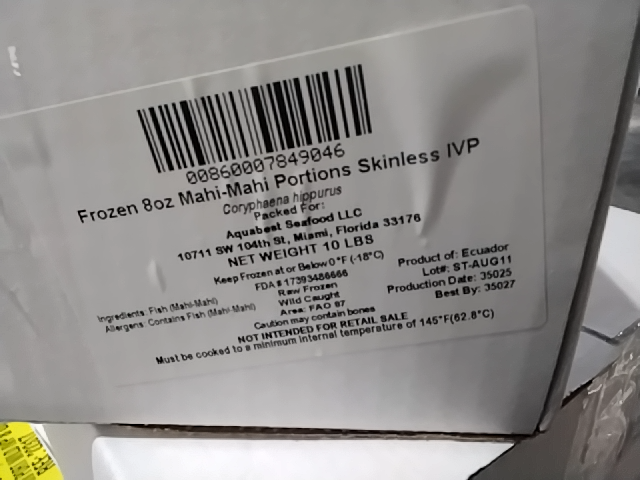 00860007849046
Frozen 8oz Mahi-Mahi Portions Skinless IVP
Coryphaena hippurus
Packed For:
Aquabest Seafood LLC
10711 SW 104th St, Miami, Florida 33176
NET WEIGHT 10 LBS
Keep Frozen at or Below 0°F (-18°C)
FDA # 17393486666
Raw Frozen
Wild Caught
Area: FAO 87
Ingredients: Fish (Mahi-Mahi)
Allergens: Contains Fish (Mahi-Mahi)
Product of: Ecuador
Lot#: ST-AUG11
Production Date: 35025
Best By: 35027
Caution may contain bones
NOT INTENDED FOR RETAIL SALE
Must be cooked to a minimum internal temperature of 145°F(62.8°C)